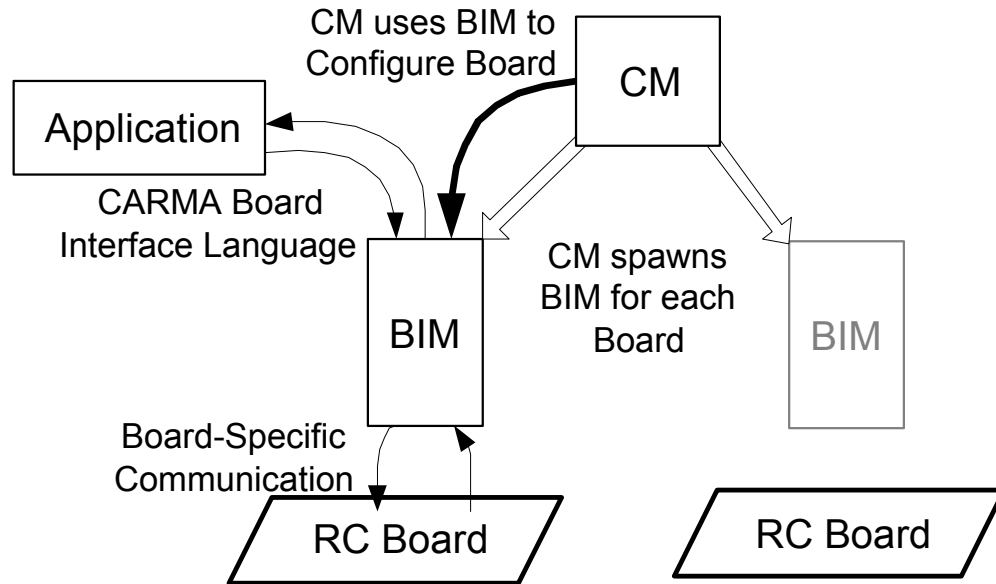 CM uses BIM to
Configure Board
CM
Application
CARMA Board
Interface Language
CM spawns
BIM for each
Board
BIM
BIM
Board-Specific
Communication
RC Board
RC Board